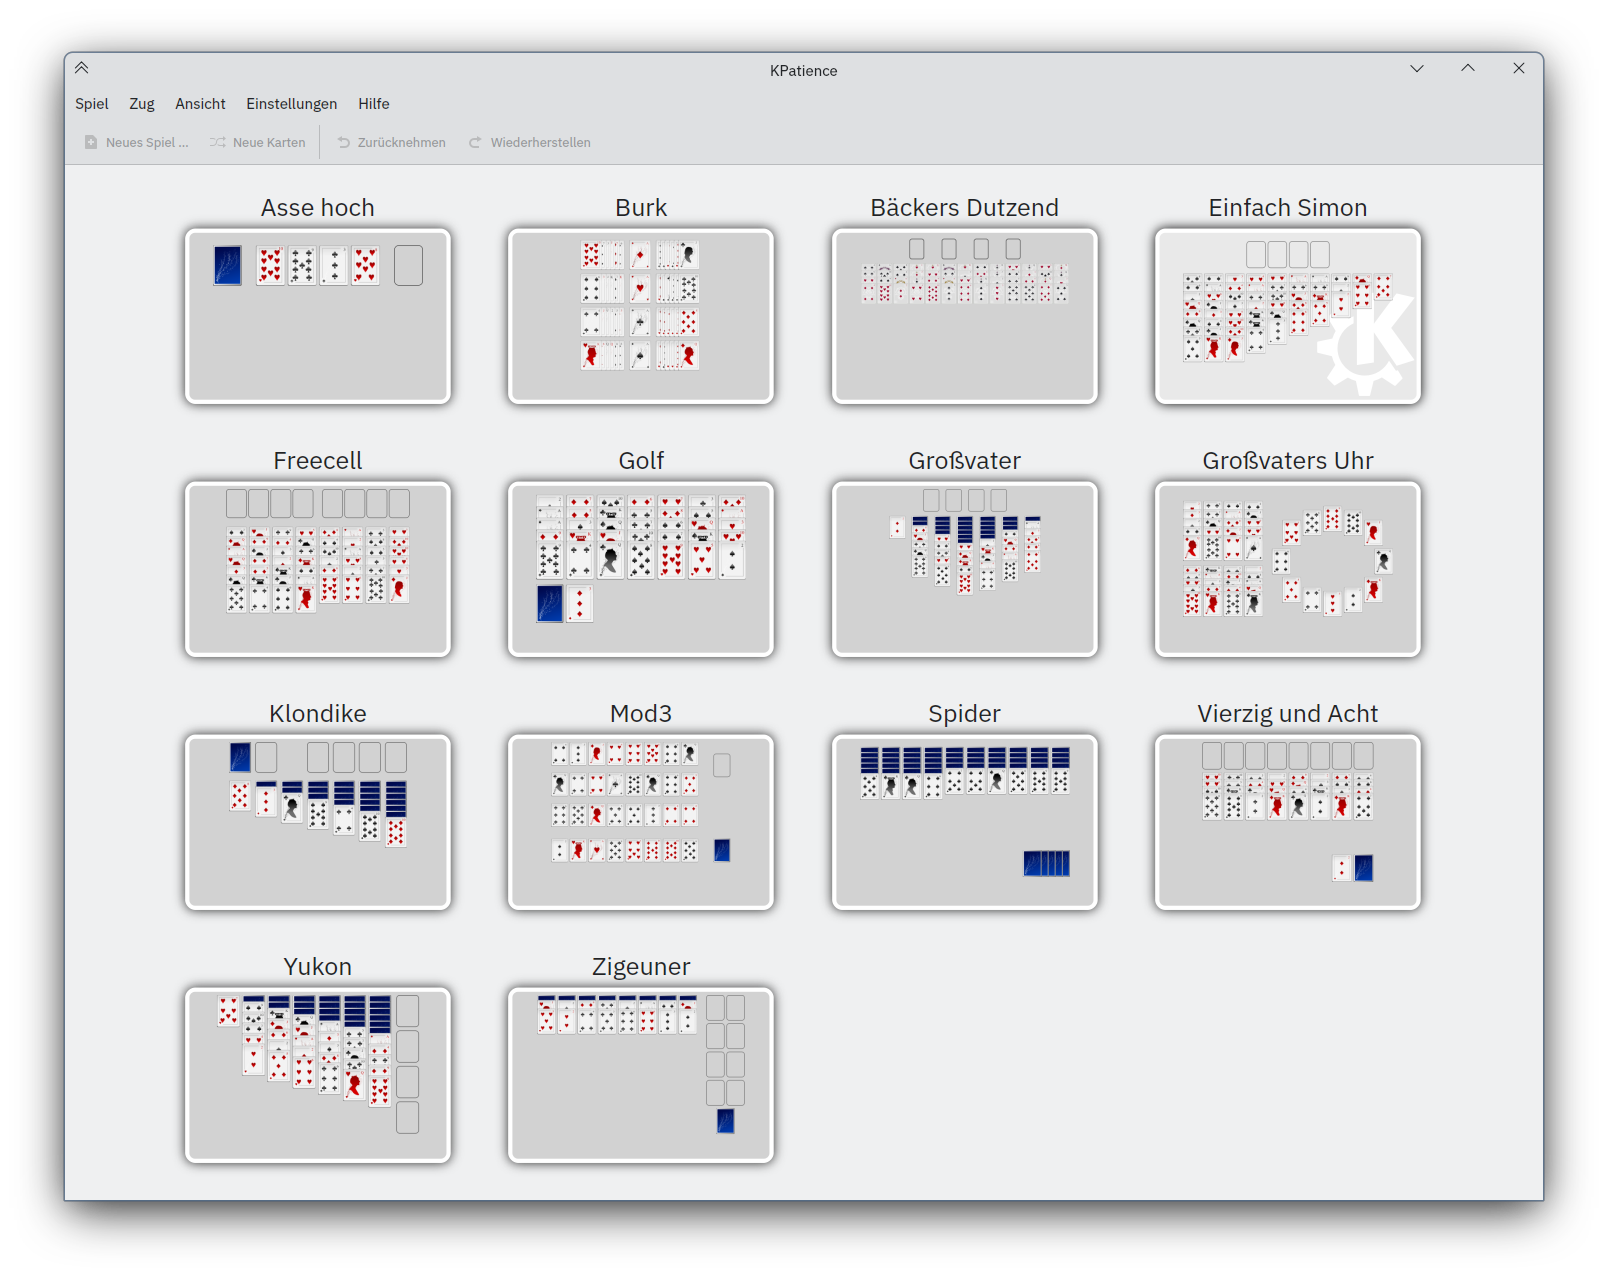 KPatience
Spiel Zug Ansicht Einstellungen Hilfe
Neues Spiel ... Neue Karten Zurücknehmen Wiederherstellen
Asse hoch Burk Bäckers Dutzend Einfach Simon
Freecell Golf Großvater Großvaters Uhr
Klondike Mod3 Spider Vierzig und Acht
Yukon Zigeuner